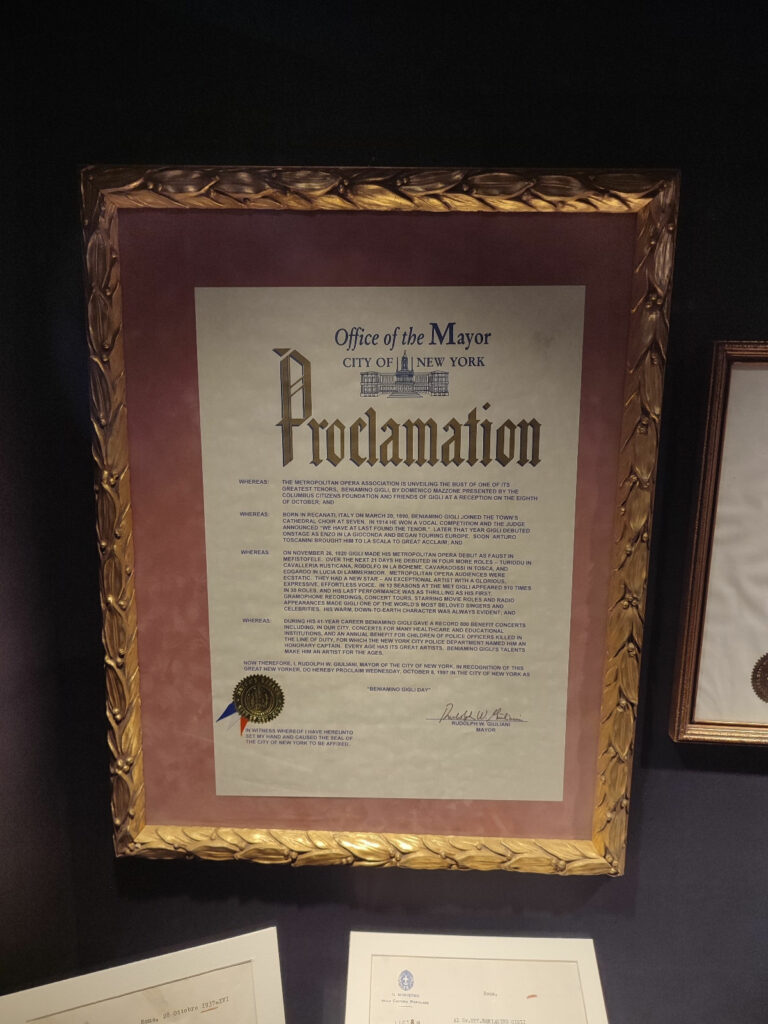 Office of the Mayor
CITY OF NEW YORK
Proclamation
WHEREAS: THE METROPOLITAN OPERA ASSOCIATION IS UNVEILING THE BUST OF ONE OF ITS
GREATEST TENORS, BENIAMINO GIGLI, BY DOMENICO MAZZONE PRESENTED BY THE
COLUMBUS CITIZENS FOUNDATION AND FRIENDS OF GIGLI AT A RECEPTION ON THE EIGHTH
OF OCTOBER; AND
WHEREAS: BORN IN RECANATI, ITALY ON MARCH 20, 1890, BENIAMINO GIGLI JOINED THE TOWN'S
CATHEDRAL CHOIR AT SEVEN. IN 1914 HE WON A VOCAL COMPETITION AND THE JUDGE
ANNOUNCED "WE HAVE AT LAST FOUND THE TENOR." LATER THAT YEAR GIGLI DEBUTED
ONSTAGE AS ENZO IN LA GIOCONDA AND BEGAN TOURING EUROPE. SOON ARTURO
TOSCANINI BROUGHT HIM TO LA SCALA TO GREAT ACCLAIM; AND
WHEREAS: ON NOVEMBER 26, 1920 GIGLI MADE HIS METROPOLITAN OPERA DEBUT AS FAUST IN
MEFISTOFELE. OVER THE NEXT 21 DAYS HE DEBUTED IN FOUR MORE ROLES – TURIDDU IN
CAVALLERIA RUSTICANA, RODOLFO IN LA BOHEME, CAVARADOSSI IN TOSCA, AND
EDGARDO IN LUCIA DI LAMMERMOOR. METROPOLITAN OPERA AUDIENCES WERE
ECSTATIC. THEY HAD A NEW STAR – AN EXCEPTIONAL ARTIST WITH A GLORIOUS,
EXPRESSIVE, EFFORTLESS VOICE. IN 13 SEASONS AT THE MET GIGLI APPEARED 510 TIMES
IN 30 ROLES, AND HIS LAST PERFORMANCE WAS AS THRILLING AS HIS FIRST.
GRAMOPHONE RECORDINGS, CONCERT TOURS, STARRING MOVIE ROLES AND RADIO
APPEARANCES MADE GIGLI ONE OF THE WORLD'S MOST BELOVED SINGERS AND
CELEBRITIES. HIS WARM, DOWN-TO-EARTH CHARACTER WAS ALWAYS EVIDENT; AND
WHEREAS: DURING HIS 41-YEAR CAREER BENIAMINO GIGLI GAVE A RECORD 800 BENEFIT CONCERTS
INCLUDING, IN OUR CITY, CONCERTS FOR MANY HEALTHCARE AND EDUCATIONAL
INSTITUTIONS, AND AN ANNUAL BENEFIT FOR CHILDREN OF POLICE OFFICERS KILLED IN
THE LINE OF DUTY, FOR WHICH THE NEW YORK CITY POLICE DEPARTMENT NAMED HIM AN
HONORARY CAPTAIN. EVERY AGE HAS ITS GREAT ARTISTS. BENIAMINO GIGLI'S TALENTS
MAKE HIM AN ARTIST FOR THE AGES.
NOW THEREFORE, I, RUDOLPH W. GIULIANI, MAYOR OF THE CITY OF NEW YORK, IN RECOGNITION OF THIS
GREAT NEW YORKER, DO HEREBY PROCLAIM WEDNESDAY, OCTOBER 8, 1997 IN THE CITY OF NEW YORK AS
"BENIAMINO GIGLI DAY"
Rudolph W. Giuliani
RUDOLPH W. GIULIANI
MAYOR
IN WITNESS WHEREOF I HAVE HEREUNTO
SET MY HAND AND CAUSED THE SEAL OF
THE CITY OF NEW YORK TO BE AFFIXED.
Roma, 28 Ottobre 1937-XVI
IL MINISTRO
Roma,